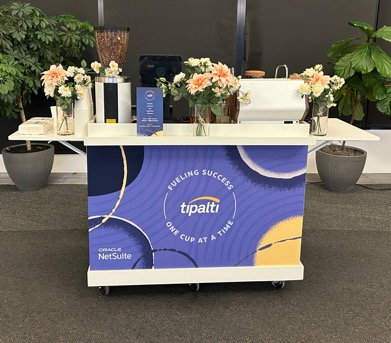 FUELING SUCCESS
tipalti
ONE CUP AT A TIME
ORACLE
NetSuite